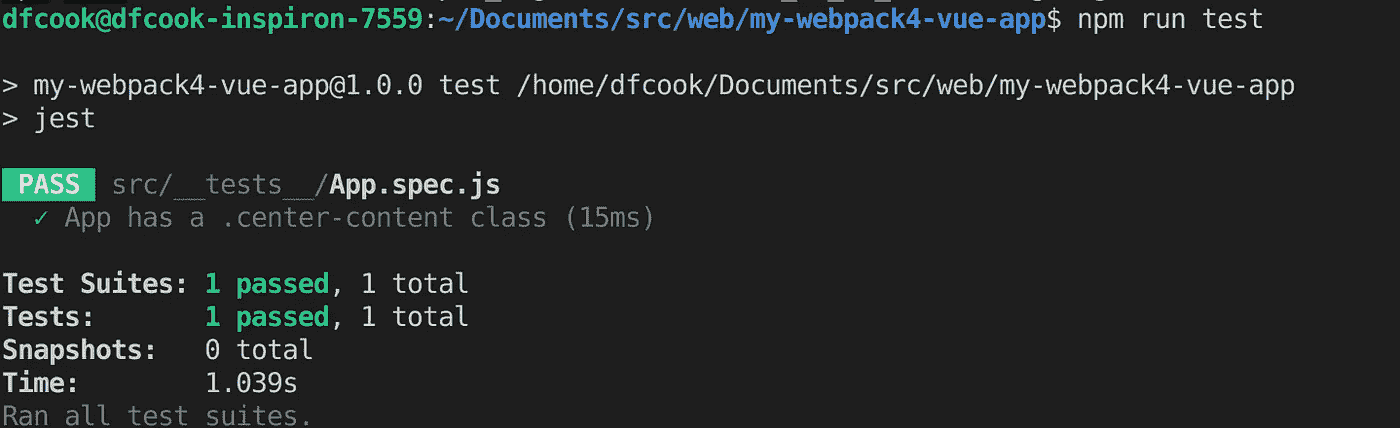 dfcook@dfcook-inspiron-7559:~/Documents/src/web/my-webpack4-vue-app$ npm run test
> my-webpack4-vue-app@1.0.0 test /home/dfcook/Documents/src/web/my-webpack4-vue-app
> jest
PASS src/__tests__/App.spec.js
✓ App has a .center-content class (15ms)
Test Suites: 1 passed, 1 total
Tests: 1 passed, 1 total
Snapshots: 0 total
Time: 1.039s
Ran all test suites.